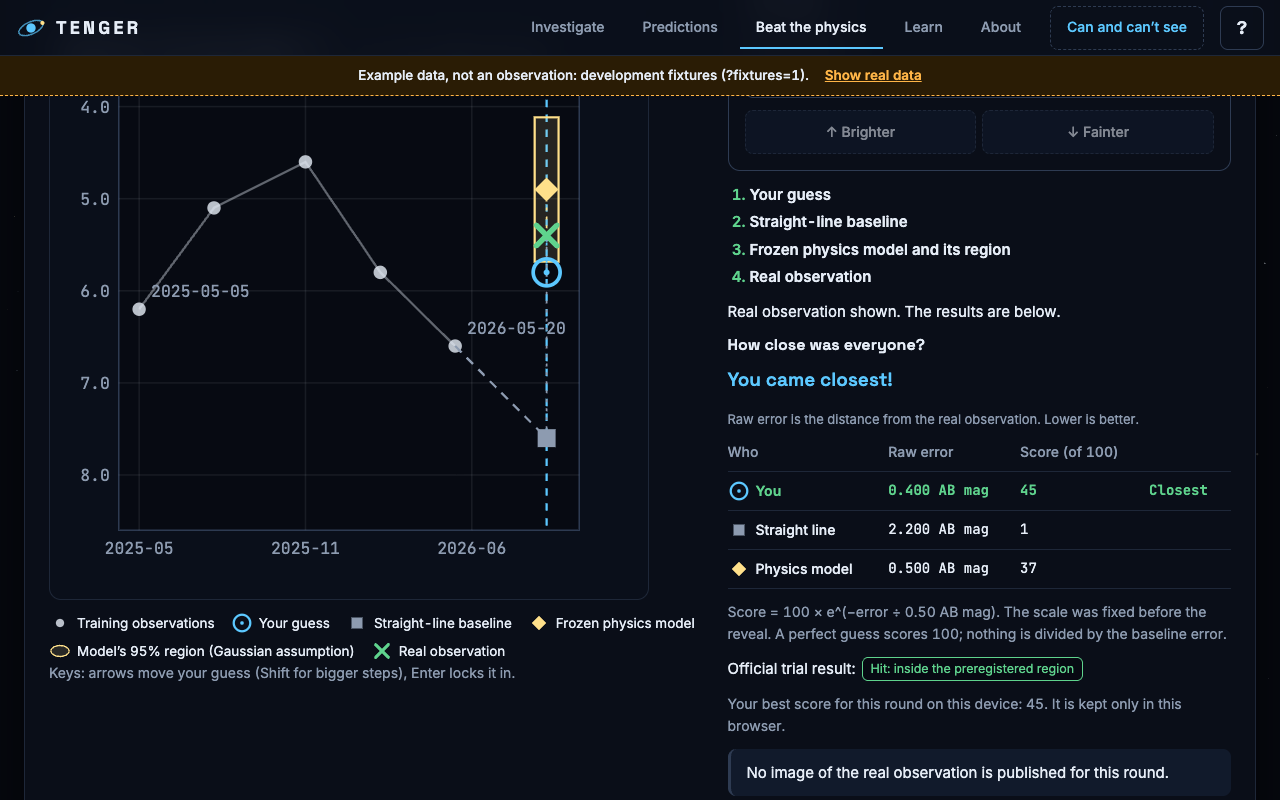 TENGER
Investigate
Predictions
Beat the physics
Learn
About
Can and can't see
?
Example data, not an observation: development fixtures (?fixtures=1). Show real data
4.0
5.0
6.0
7.0
8.0
2025-05-05
2026-05-20
2025-05
2025-11
2026-06
Training observations
Your guess
Straight-line baseline
Frozen physics model
Model's 95% region (Gaussian assumption)
Real observation
Keys: arrows move your guess (Shift for bigger steps), Enter locks it in.
↑ Brighter
↓ Fainter
1. Your guess
2. Straight-line baseline
3. Frozen physics model and its region
4. Real observation
Real observation shown. The results are below.
How close was everyone?
You came closest!
Raw error is the distance from the real observation. Lower is better.
Who Raw error Score (of 100)
You 0.400 AB mag 45 Closest
Straight line 2.200 AB mag 1
Physics model 0.500 AB mag 37
Score = 100 × e^(−error ÷ 0.50 AB mag). The scale was fixed before the
reveal. A perfect guess scores 100; nothing is divided by the baseline error.
Official trial result: Hit: inside the preregistered region
Your best score for this round on this device: 45. It is kept only in this
browser.
No image of the real observation is published for this round.